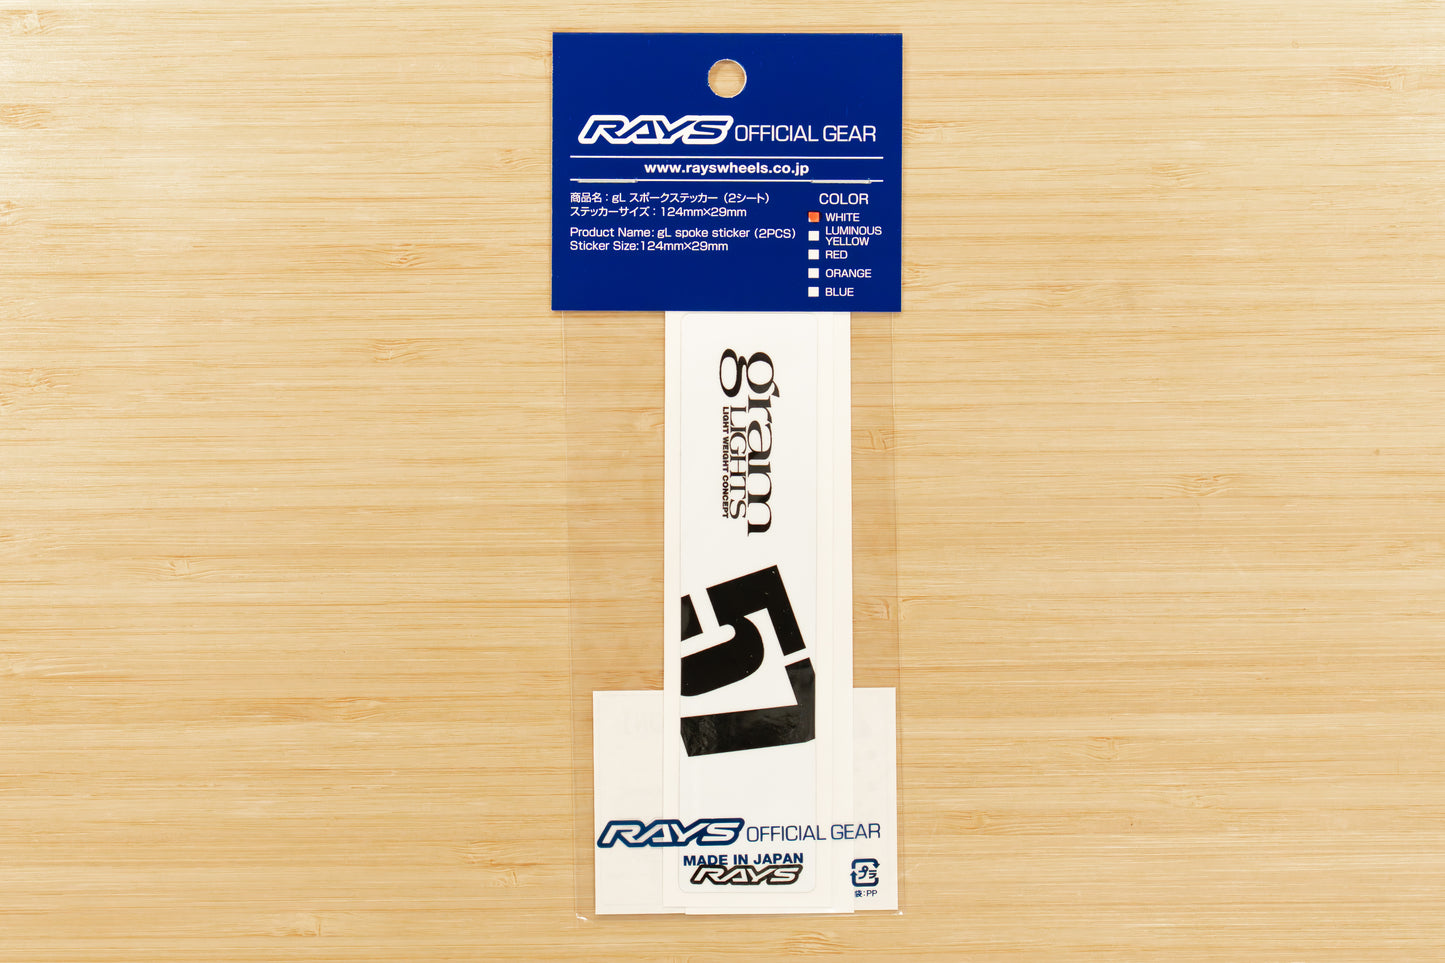 RAYS OFFICIAL GEAR
www.rayswheels.co.jp
商品名：gL スポークステッカー（2シート）
ステッカーサイズ：124mm×29mm
Product Name: gL spoke sticker (2PCS)
Sticker Size:124mm×29mm
COLOR
WHITE
LUMINOUS
YELLOW
RED
ORANGE
BLUE
gram
LIGHTS
LIGHT WEIGHT CONCEPT
57
RAYS OFFICIAL GEAR
MADE IN JAPAN
RAYS
プラ
袋：PP